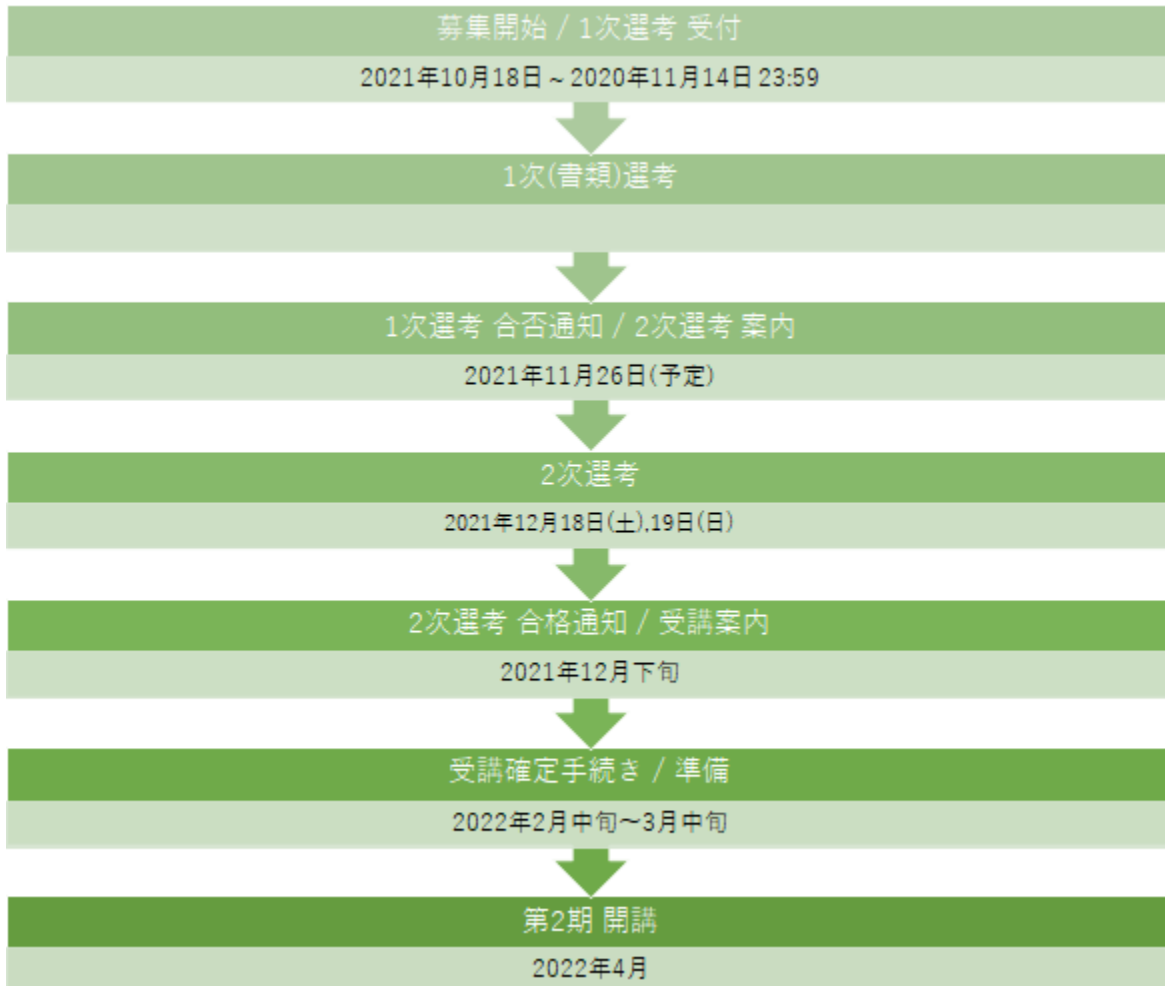 募集開始 / 1次選考 受付
2021年10月18日 ~ 2020年11月14日 23:59
1次(書類)選考
1次選考 合否通知 / 2次選考 案内
2021年11月26日(予定)
2次選考
2021年12月18日(土),19日(日)
2次選考 合格通知 / 受講案内
2021年12月下旬
受講確定手続き / 準備
2022年2月中旬～3月中旬
第2期 開講
2022年4月